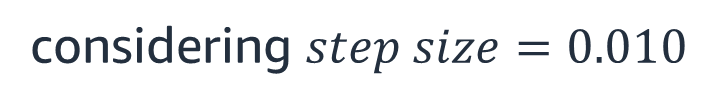 considering step size = 0.010